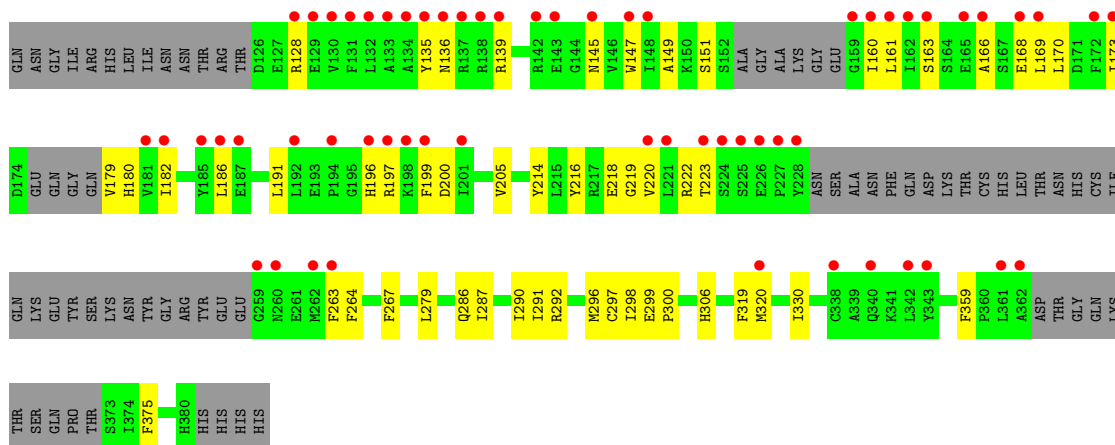 GLN ASN GLY ILE ARG HIS LEU ILE ASN ASN THR ARG THR D126 E127 R128 E129 V130 F131 L132 A133 A134 Y135 N136 R137 R138 R139 R142 E143 G144 N145 V146 W147 I148 A149 K150 S151 S152 ALA GLY ALA LYS GLY GLU G159 I160 L161 I162 S163 S164 E165 A166 S167 E168 L169 L170 D171 F172 I173
D174 GLU GLN GLY GLN V179 H180 V181 I182 Y185 L186 E187 L191 L192 E193 P194 G195 H196 R197 K198 F199 D200 I201 V205 Y214 L215 Y216 R217 E218 G219 V220 L221 R222 T223 S224 S225 E226 P227 Y228 ASN SER ALA ASN PHE GLN ASP LYS THR CYS HIS LEU THR ASN HIS CYS ILE
GLN LYS GLU TYR SER LYS ASN TYR GLY ARG TYR GLU GLU G259 N260 E261 M262 F263 F264 F267 L279 Q286 I287 I290 I291 R292 M296 C297 I298 E299 P300 H306 F319 M320 I330 C338 A339 Q340 K341 L342 Y343 F359 P360 L361 A362 ASP THR GLY GLN LYS
THR SER GLN PRO THR S373 I374 F375 H380 HIS HIS HIS HIS